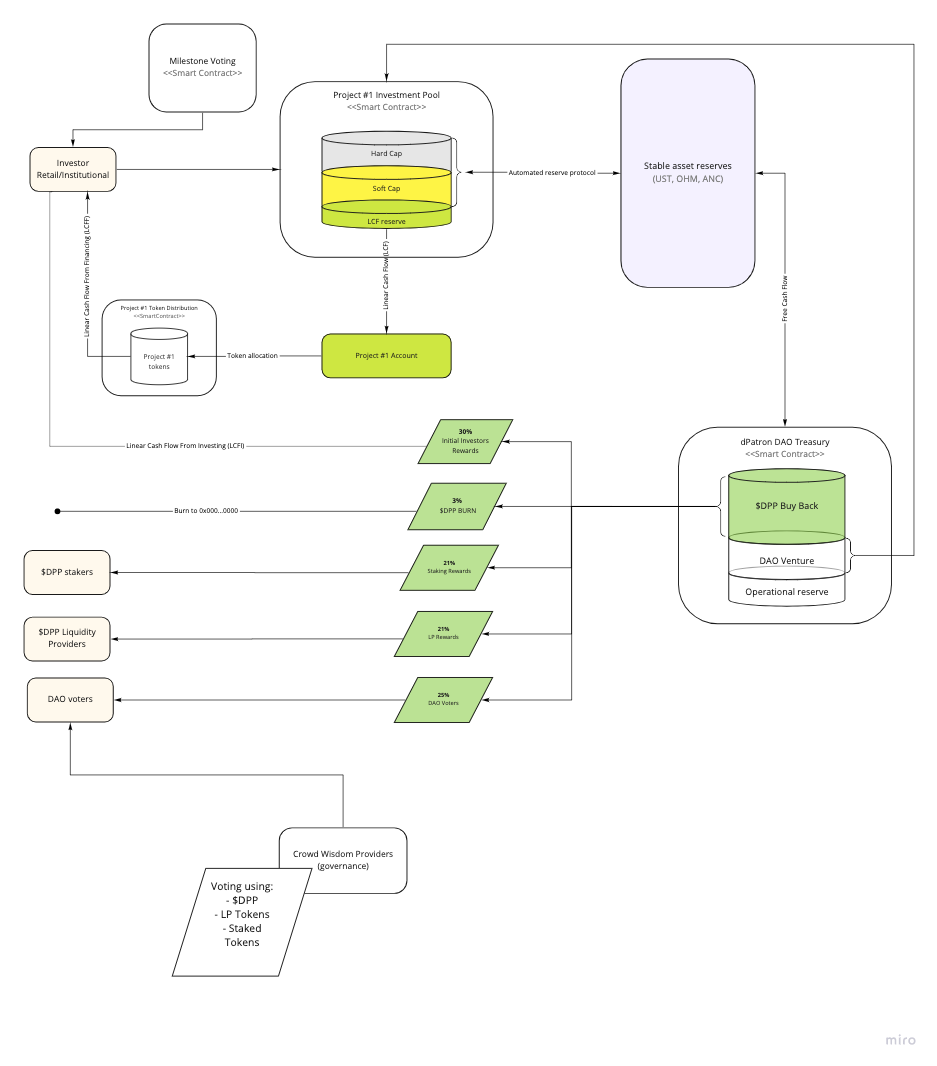 Milestone Voting
<<Smart Contract>>
Project #1 Investment Pool
<<Smart Contract>>
Hard Cap
Soft Cap
LCF reserve
Investor
Retail/Institutional
Automated reserve protocol
Stable asset reserves
(UST, OHM, ANC)
Linear Cash Flow From Financing (LCFF)
Linear Cash Flow (LCF)
Free Cash Flow
Project #1 Token Distribution
<<SmartContract>>
Project #1
tokens
Token allocation
Project #1 Account
30%
Initial Investors
Rewards
Linear Cash Flow From Investing (LCFI)
dPatron DAO Treasury
<<Smart Contract>>
$DPP Buy Back
DAO Venture
Operational reserve
3%
$DPP BURN
Burn to 0x000...0000
21%
Staking Rewards
$DPP stakers
21%
LP Rewards
$DPP Liquidity
Providers
25%
DAO Voters
DAO voters
Crowd Wisdom Providers
(governance)
Voting using:
- $DPP
- LP Tokens
- Staked
Tokens
miro